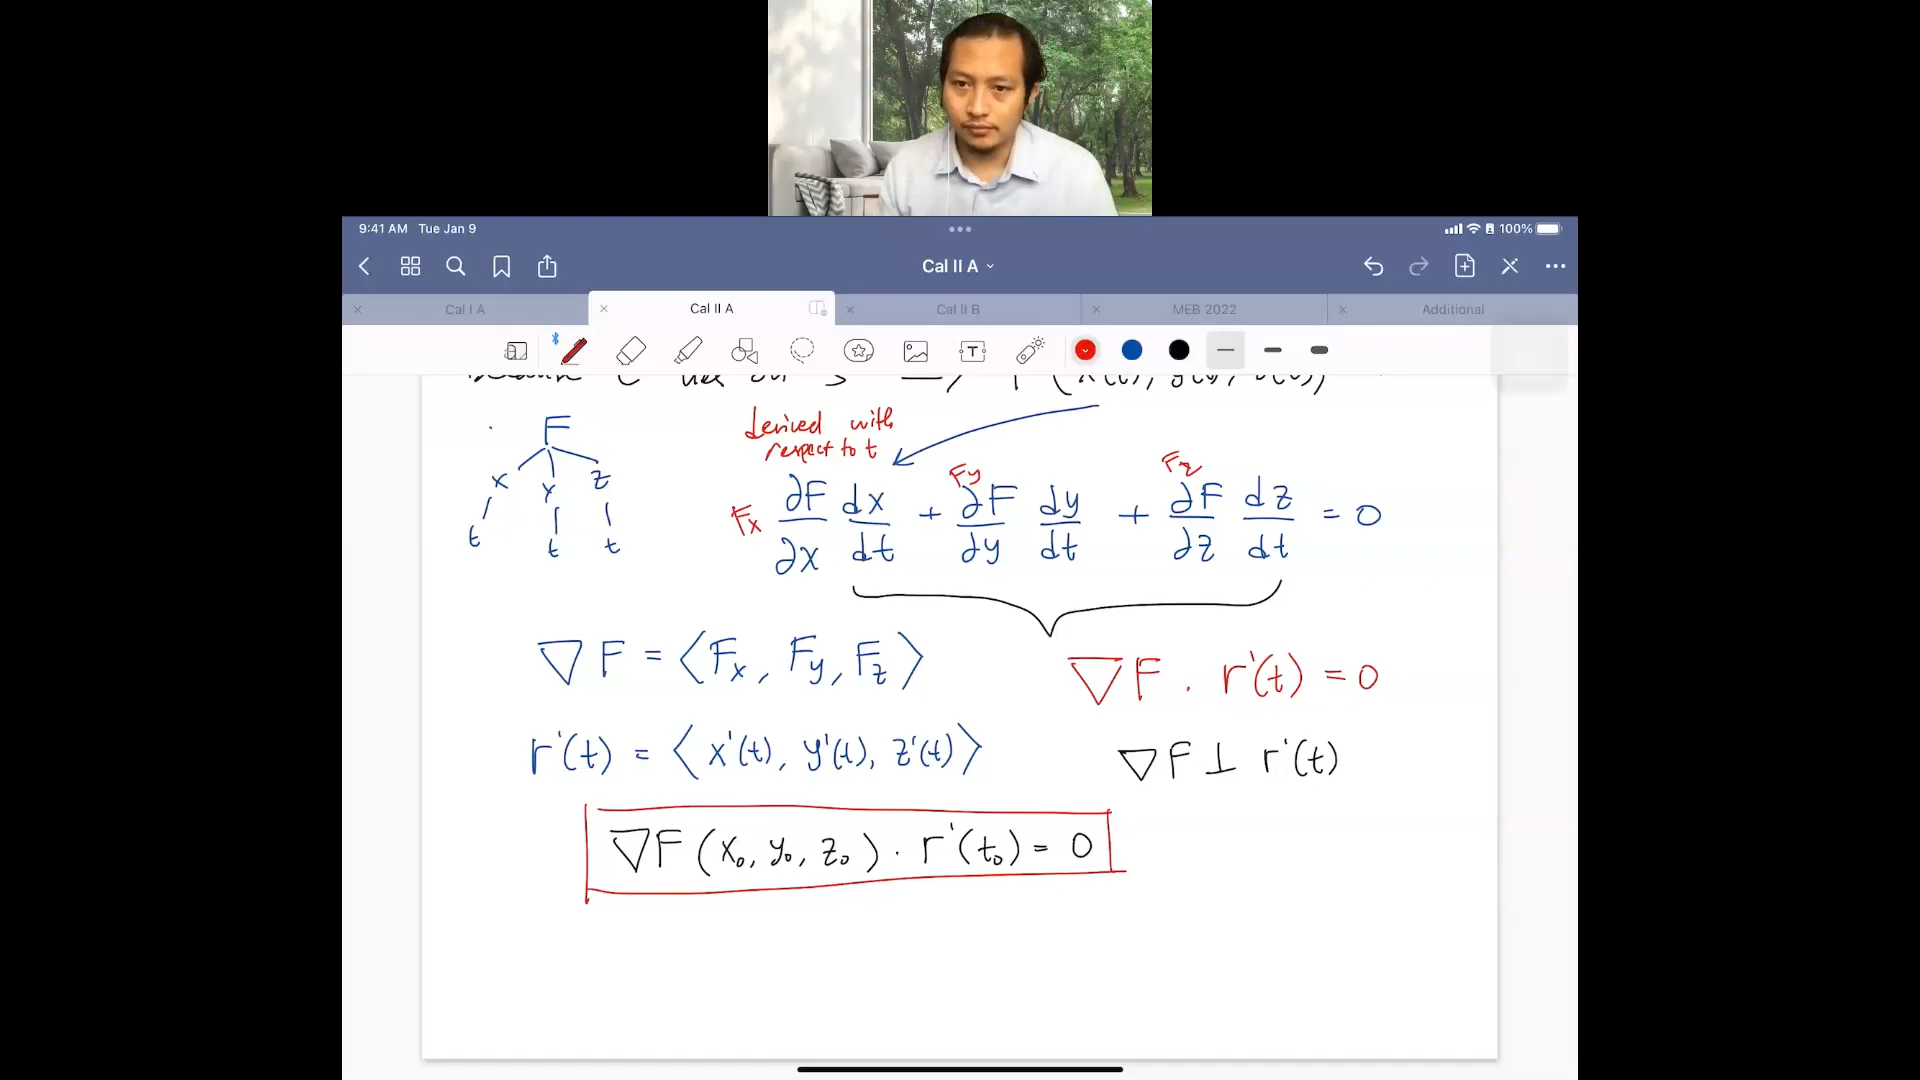 9:41 AM Tue Jan 9
100%
Cal II A
Cal I A
Cal II A
Cal II B
MEB 2022
Additional
T
derived with
respect to t
F
x y z
t t t
Fx Fy Fz
∂F/∂x dx/dt + ∂F/∂y dy/dt + ∂F/∂z dz/dt = 0
∇F = ⟨Fx, Fy, Fz⟩
∇F · r'(t) = 0
r'(t) = ⟨x'(t), y'(t), z'(t)⟩
∇F ⊥ r'(t)
∇F(x₀, y₀, z₀) · r'(t₀) = 0